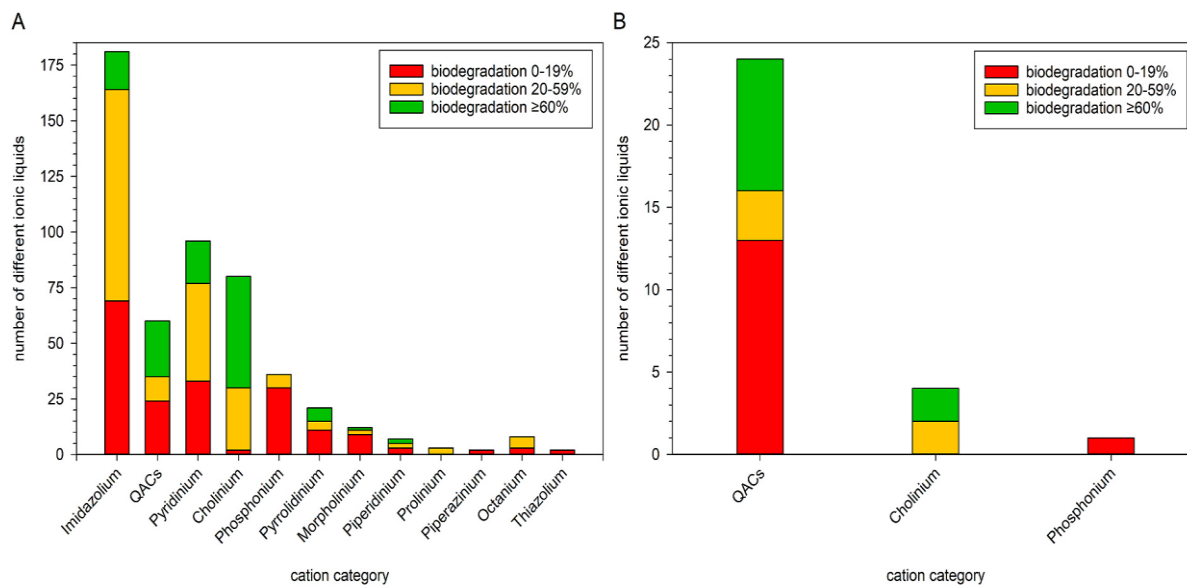 A
number of different ionic liquids
175
150
125
100
75
50
25
0
biodegradation 0-19%
biodegradation 20-59%
biodegradation ≥60%
Imidazolium
QACs
Pyridinium
Cholinium
Phosphonium
Pyrrolidinium
Morpholinium
Piperidinium
Prolinium
Piperazinium
Octanium
Thiazolium
cation category
B
number of different ionic liquids
25
20
15
10
5
0
biodegradation 0-19%
biodegradation 20-59%
biodegradation ≥60%
QACs
Cholinium
Phosphonium
cation category